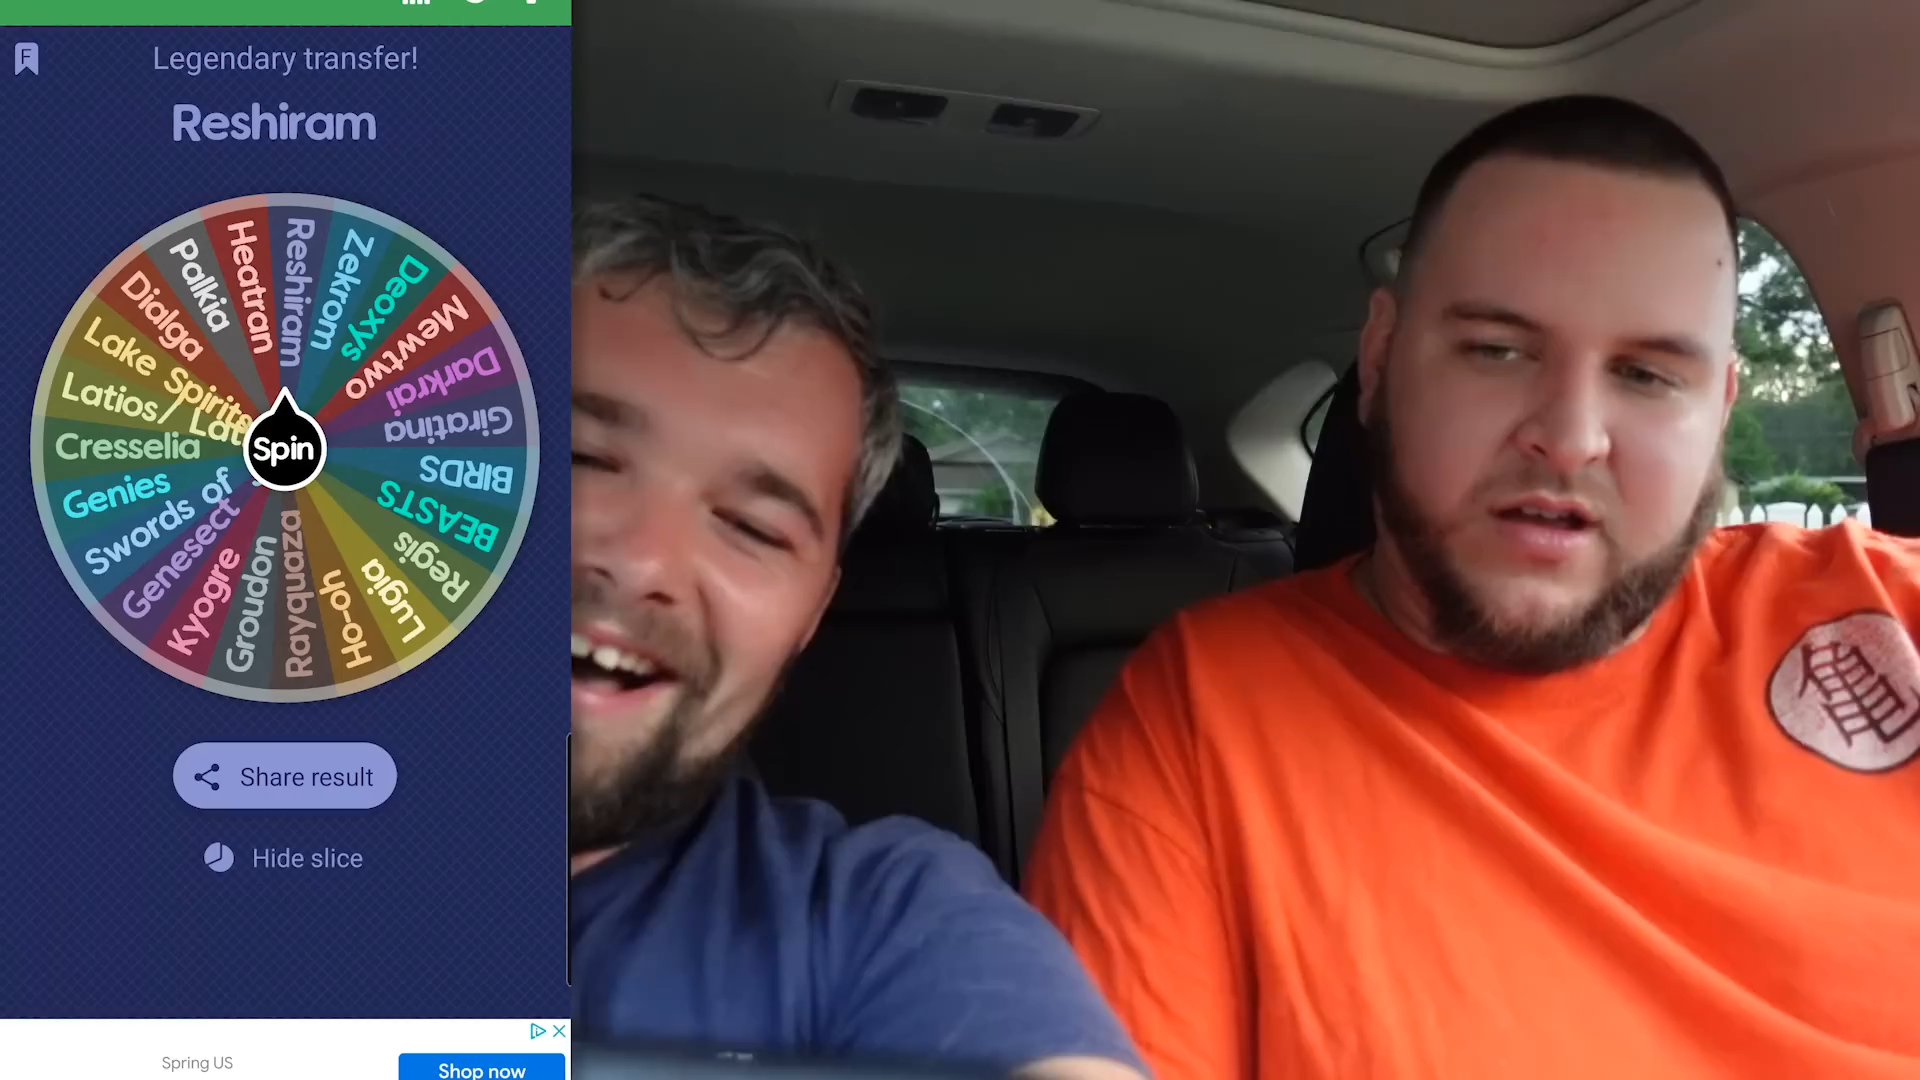 F
Legendary transfer!
Reshiram
Reshiram
Zekrom
Deoxys
Mewtwo
Darkrai
Giratina
BIRDS
BEASTS
Regis
Lugia
Ho-oh
Rayquaza
Groudon
Kyogre
Genesect
Swords of
Genies
Cresselia
Latios/
Lake Spirits
Dialga
Palkia
Heatran
Spin
Share result
Hide slice
Spring US
Shop now
亀